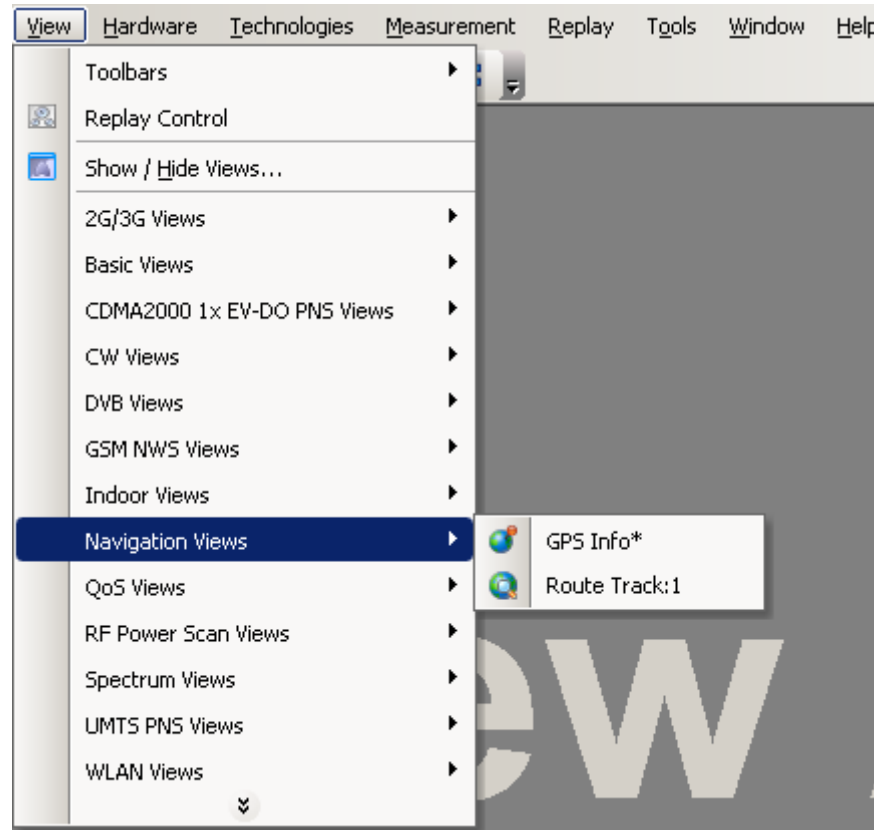 View Hardware Technologies Measurement Replay Tools Window Help
Toolbars
Replay Control
Show / Hide Views...
2G/3G Views
Basic Views
CDMA2000 1x EV-DO PNS Views
CW Views
DVB Views
GSM NWS Views
Indoor Views
Navigation Views
GPS Info*
Route Track:1
QoS Views
RF Power Scan Views
Spectrum Views
UMTS PNS Views
WLAN Views
ew